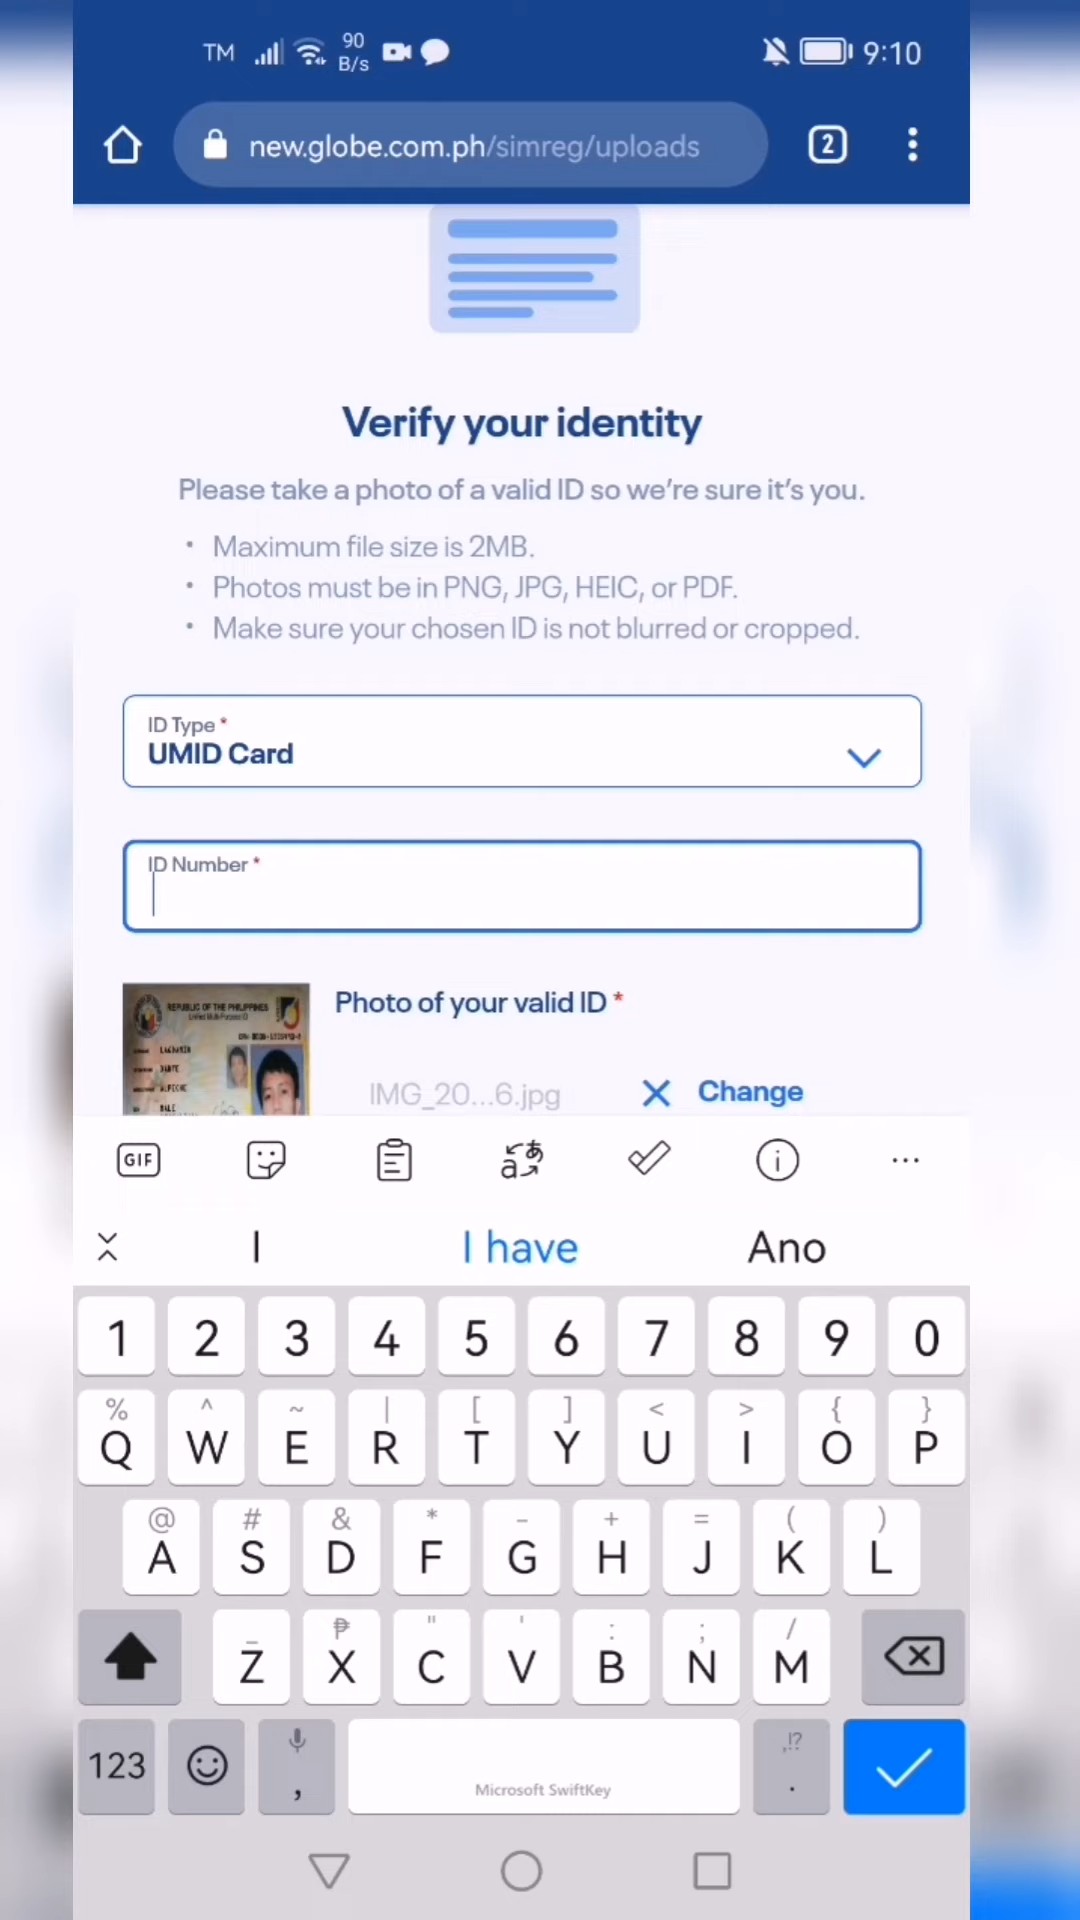 TM 90 B/s 9:10
new.globe.com.ph/simreg/uploads 2
Verify your identity
Please take a photo of a valid ID so we're sure it's you.
• Maximum file size is 2MB.
• Photos must be in PNG, JPG, HEIC, or PDF.
• Make sure your chosen ID is not blurred or cropped.
ID Type *
UMID Card
ID Number *
REPUBLIC OF THE PHILIPPINES
Unified Multi-Purpose ID
Photo of your valid ID *
IMG_20...6.jpg Change
GIF
I I have Ano
1 2 3 4 5 6 7 8 9 0
% ^ ~ | [ ] < > { }
Q W E R T Y U I O P
@ # & * - + = ( )
A S D F G H J K L
_ ₱ " ' : ; /
Z X C V B N M
123 , Microsoft SwiftKey ,!? .